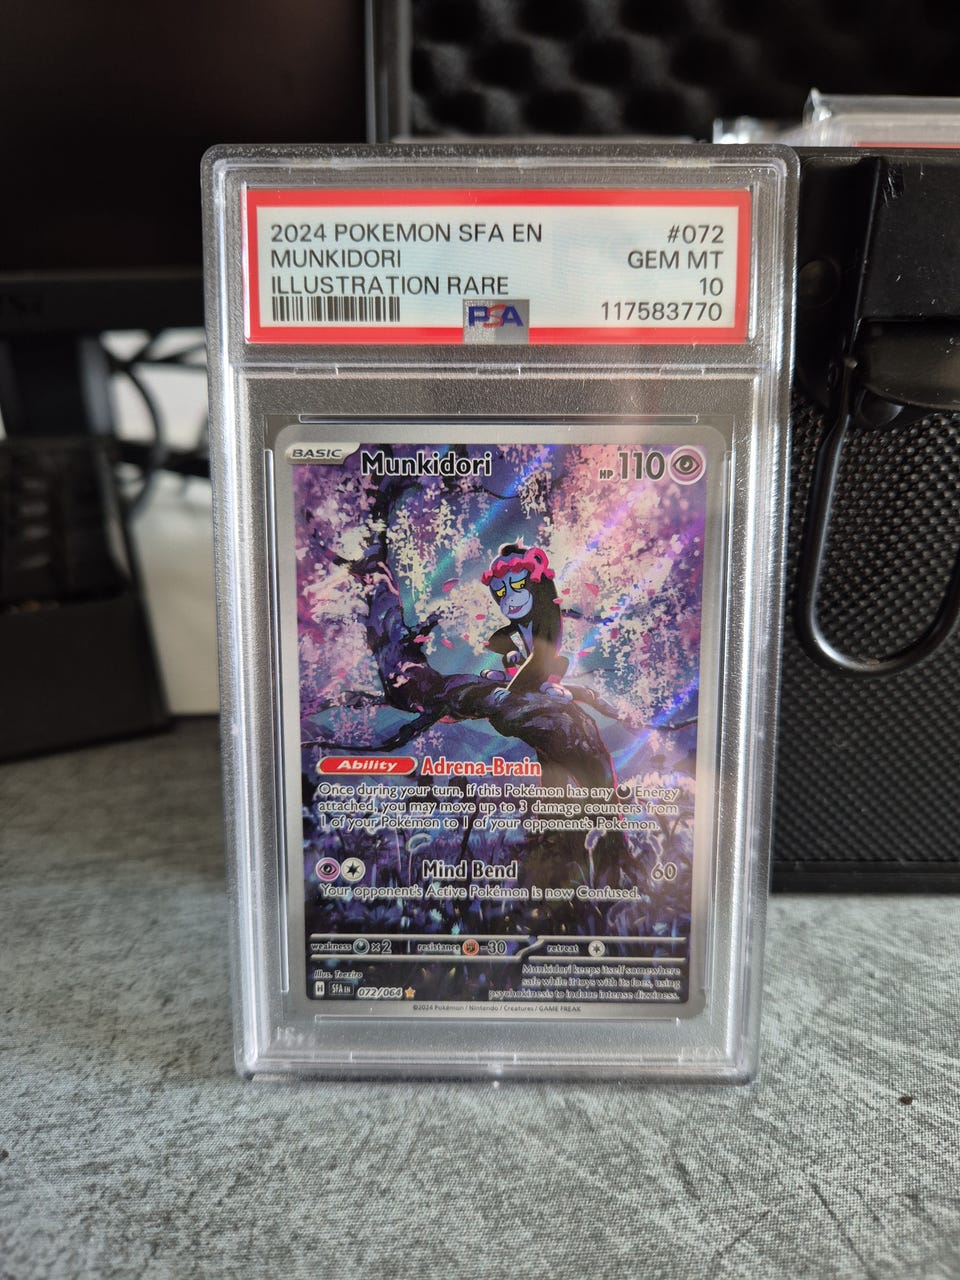 2024 POKEMON SFA EN #072
MUNKIDORI GEM MT
ILLUSTRATION RARE 10
PSA 117583770
BASIC Munkidori HP 110
Ability Adrena-Brain
Once during your turn, if this Pokémon has any Energy
attached, you may move up to 3 damage counters from
1 of your Pokémon to 1 of your opponent's Pokémon.
Mind Bend 60
Your opponent's Active Pokémon is now Confused.
weakness ×2 resistance -30 retreat
Illus. Teeziro
H SFA EN 072/064
Munkidori keeps itself somewhere
safe while it toys with its foes, using
psychokinesis to induce intense dizziness.
©2024 Pokémon / Nintendo / Creatures / GAME FREAK